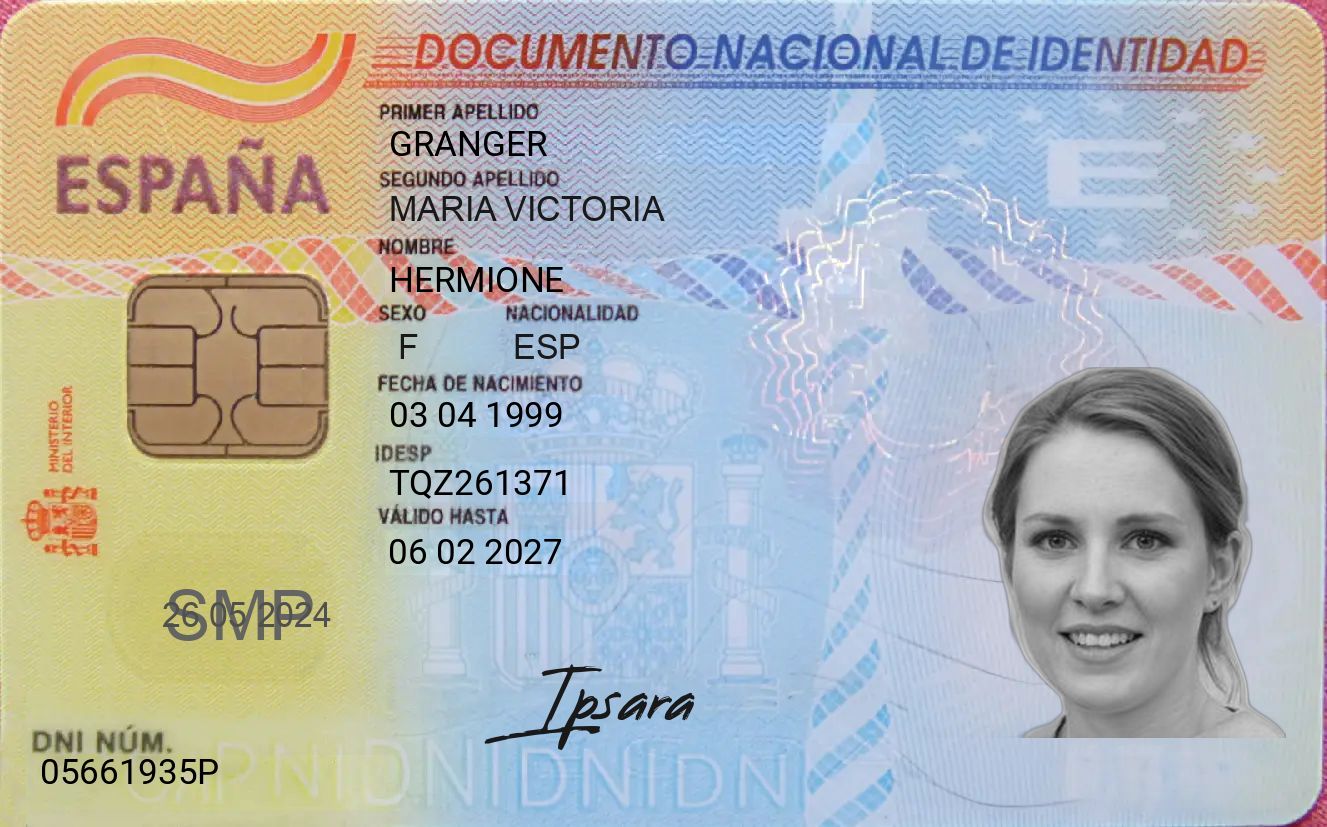 DOCUMENTO NACIONAL DE IDENTIDAD
ESPAÑA
PRIMER APELLIDO
GRANGER
SEGUNDO APELLIDO
MARIA VICTORIA
NOMBRE
HERMIONE
SEXO NACIONALIDAD
F ESP
FECHA DE NACIMIENTO
03 04 1999
IDESP
TQZ261371
VÁLIDO HASTA
06 02 2027
E
MINISTERIO
DEL INTERIOR
SMP
26 05 2024
Ipsara
DNI NÚM.
05661935P
DNIDNIDNIDN